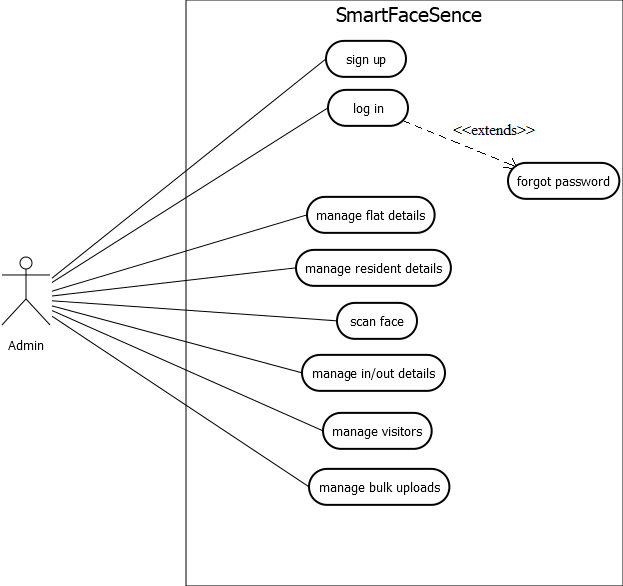 SmartFaceSence
sign up
log in
<<extends>>
forgot password
manage flat details
manage resident details
scan face
Admin
manage in/out details
manage visitors
manage bulk uploads